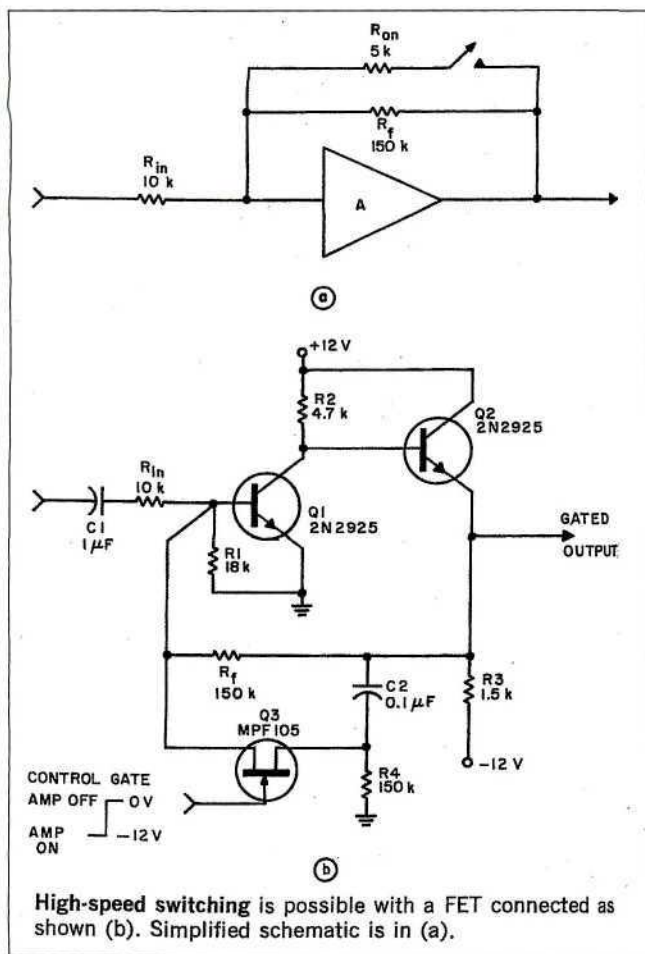 Ron
5 k
Rf
150 k
Rin
10 k
A
a
+12 V
R2
4.7 k
Q2
2N2925
Rin
10 k
C1
1 μF
Q1
2N2925
R1
18 k
GATED
OUTPUT
Rf
150 k
C2
0.1 μF
R3
1.5 k
Q3
MPF105
−12 V
R4
150 k
CONTROL GATE
AMP OFF 0 V
AMP
ON −12 V
b
High-speed switching is possible with a FET connected as
shown (b). Simplified schematic is in (a).